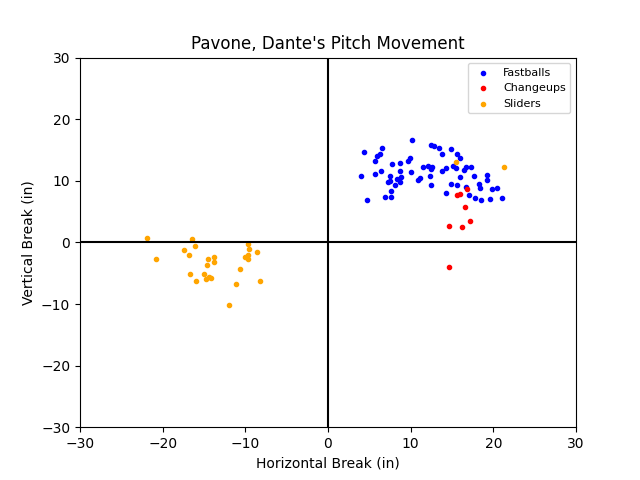 Pavone, Dante's Pitch Movement
Fastballs
Changeups
Sliders
Vertical Break (in)
30
20
10
0
−10
−20
−30
−30
−20
−10
0
10
20
30
Horizontal Break (in)